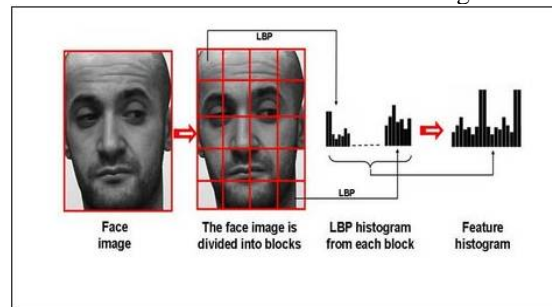 LBP
LBP
Face
image
The face image is
divided into blocks
LBP histogram
from each block
Feature
histogram